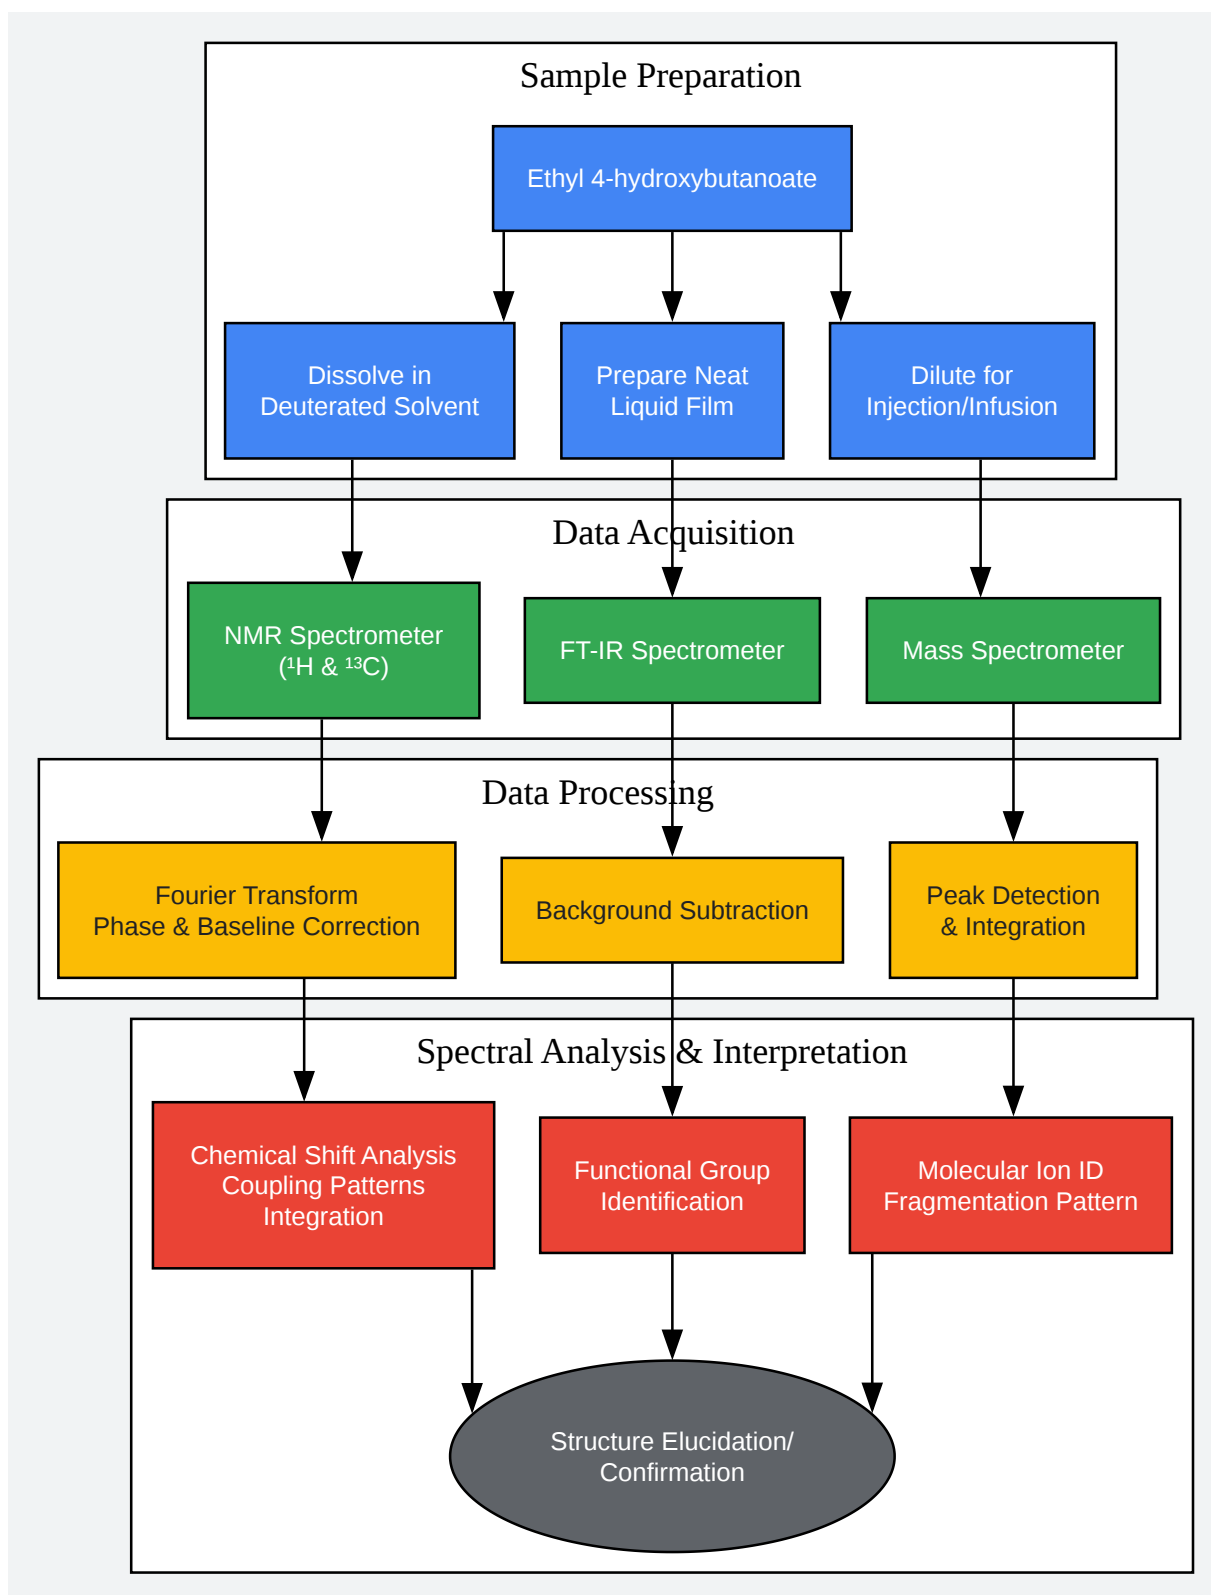 Sample Preparation
Ethyl 4-hydroxybutanoate
Dissolve in
Deuterated Solvent
Prepare Neat
Liquid Film
Dilute for
Injection/Infusion
Data Acquisition
NMR Spectrometer
(¹H & ¹³C)
FT-IR Spectrometer
Mass Spectrometer
Data Processing
Fourier Transform
Phase & Baseline Correction
Background Subtraction
Peak Detection
& Integration
Spectral Analysis & Interpretation
Chemical Shift Analysis
Coupling Patterns
Integration
Functional Group
Identification
Molecular Ion ID
Fragmentation Pattern
Structure Elucidation/
Confirmation